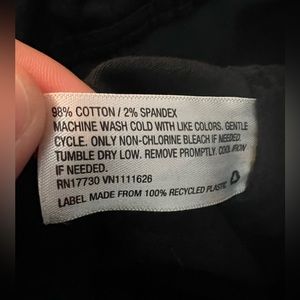 98% COTTON / 2% SPANDEX
MACHINE WASH COLD WITH LIKE COLORS. GENTLE
CYCLE. ONLY NON-CHLORINE BLEACH IF NEEDED.
TUMBLE DRY LOW. REMOVE PROMPTLY. COOL IRON
IF NEEDED.
RN17730 VN1111626
LABEL MADE FROM 100% RECYCLED PLASTIC